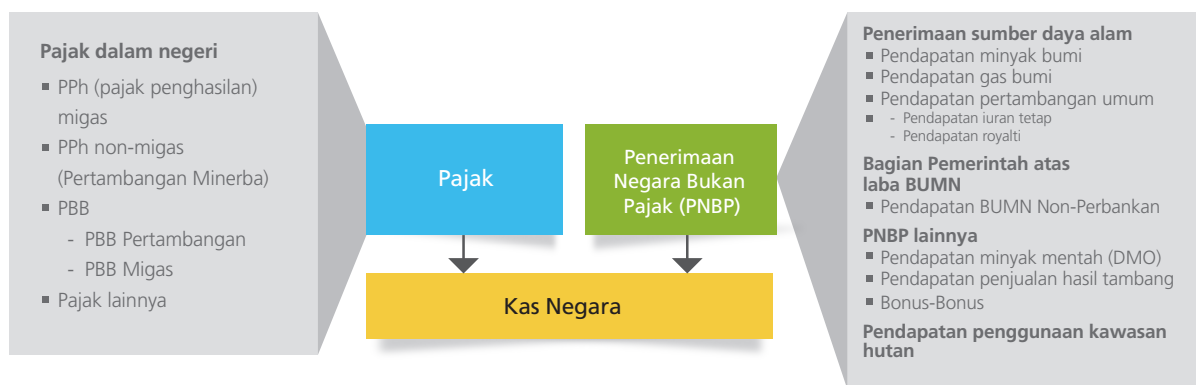 Pajak dalam negeri
▪ PPh (pajak penghasilan)
migas
▪ PPh non-migas
(Pertambangan Minerba)
▪ PBB
- PBB Pertambangan
- PBB Migas
▪ Pajak lainnya
Pajak
Penerimaan
Negara Bukan
Pajak (PNBP)
Kas Negara
Penerimaan sumber daya alam
▪ Pendapatan minyak bumi
▪ Pendapatan gas bumi
▪ Pendapatan pertambangan umum
▪ - Pendapatan iuran tetap
- Pendapatan royalti
Bagian Pemerintah atas
laba BUMN
▪ Pendapatan BUMN Non-Perbankan
PNBP lainnya
▪ Pendapatan minyak mentah (DMO)
▪ Pendapatan penjualan hasil tambang
▪ Bonus-Bonus
Pendapatan penggunaan kawasan
hutan